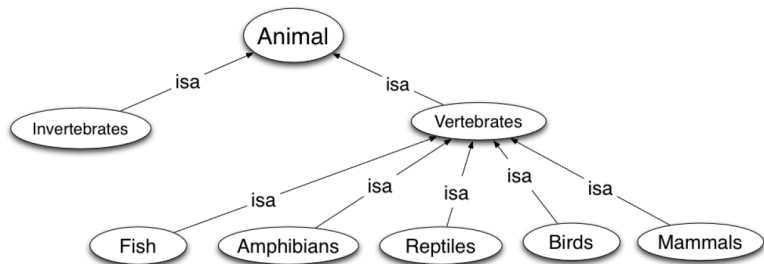 Animal
isa
isa
Invertebrates
Vertebrates
isa
isa
isa
isa
isa
Fish
Amphibians
Reptiles
Birds
Mammals